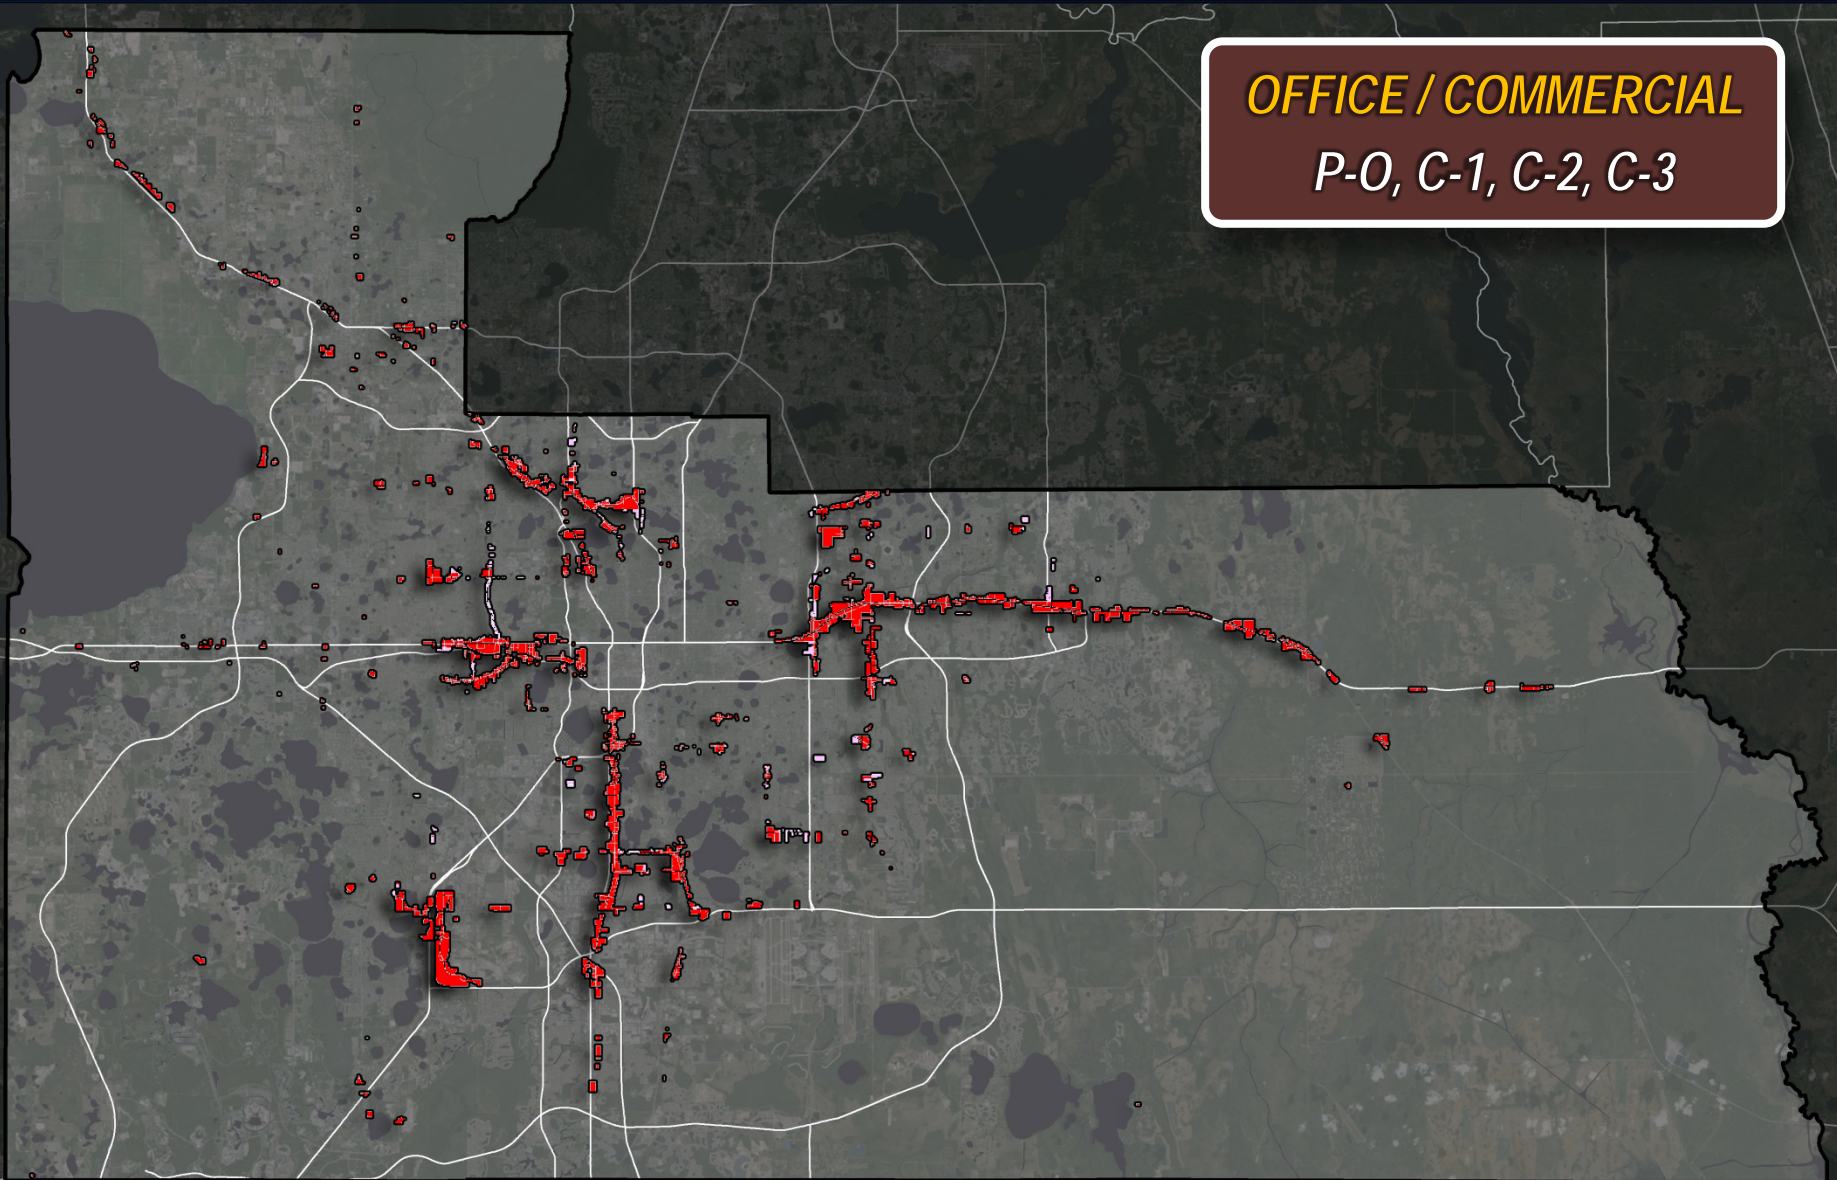 OFFICE / COMMERCIAL
P-O, C-1, C-2, C-3